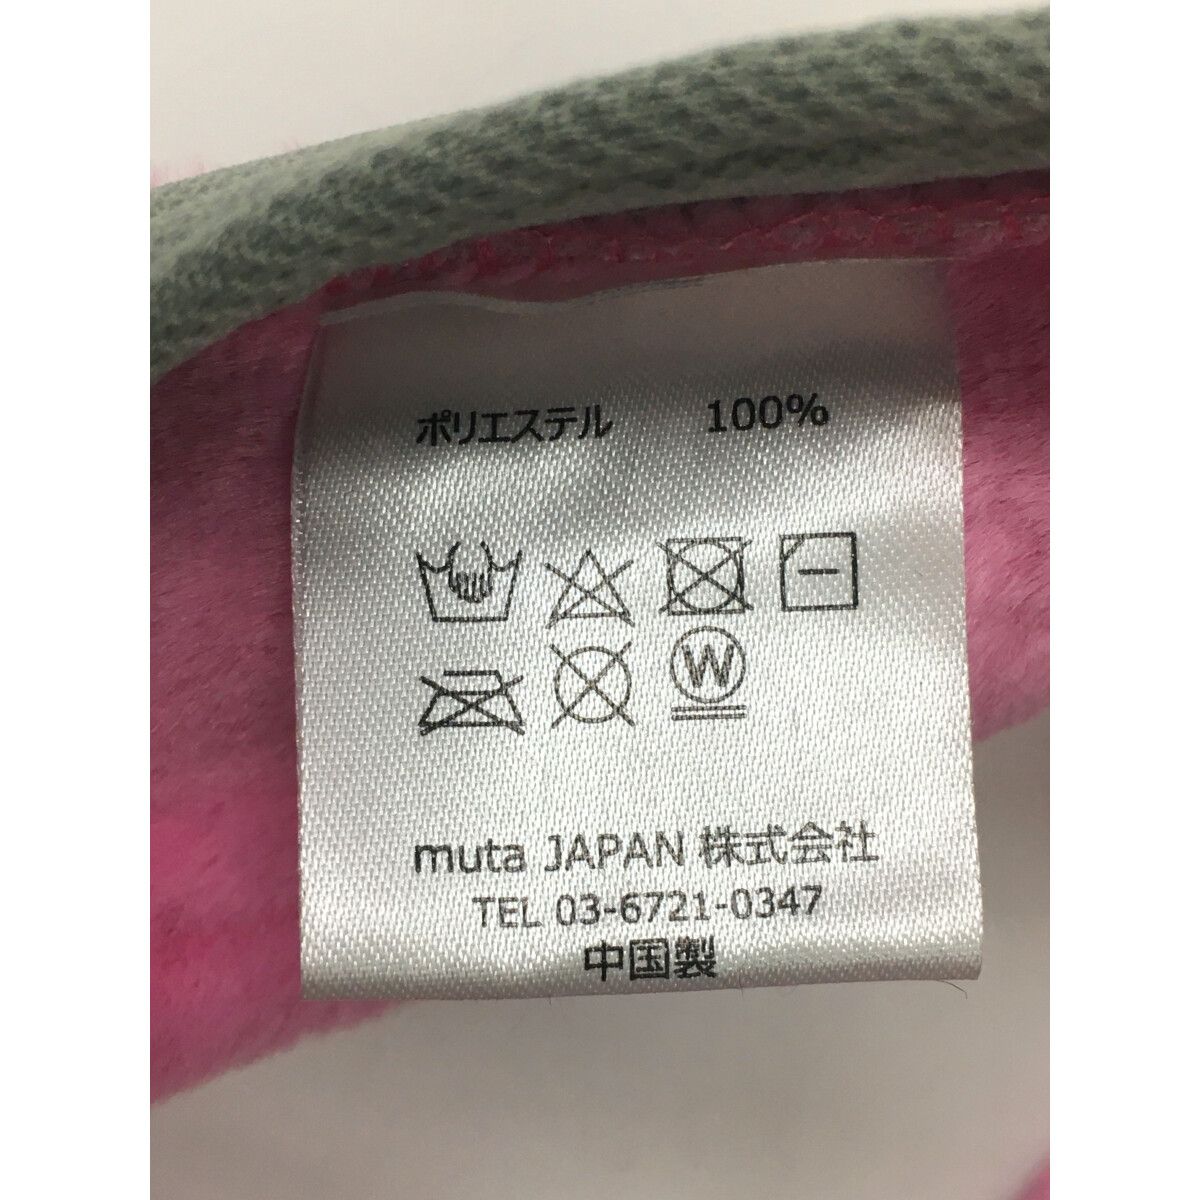 ポリエステル 100%
W
muta JAPAN 株式会社
TEL 03-6721-0347
中国製